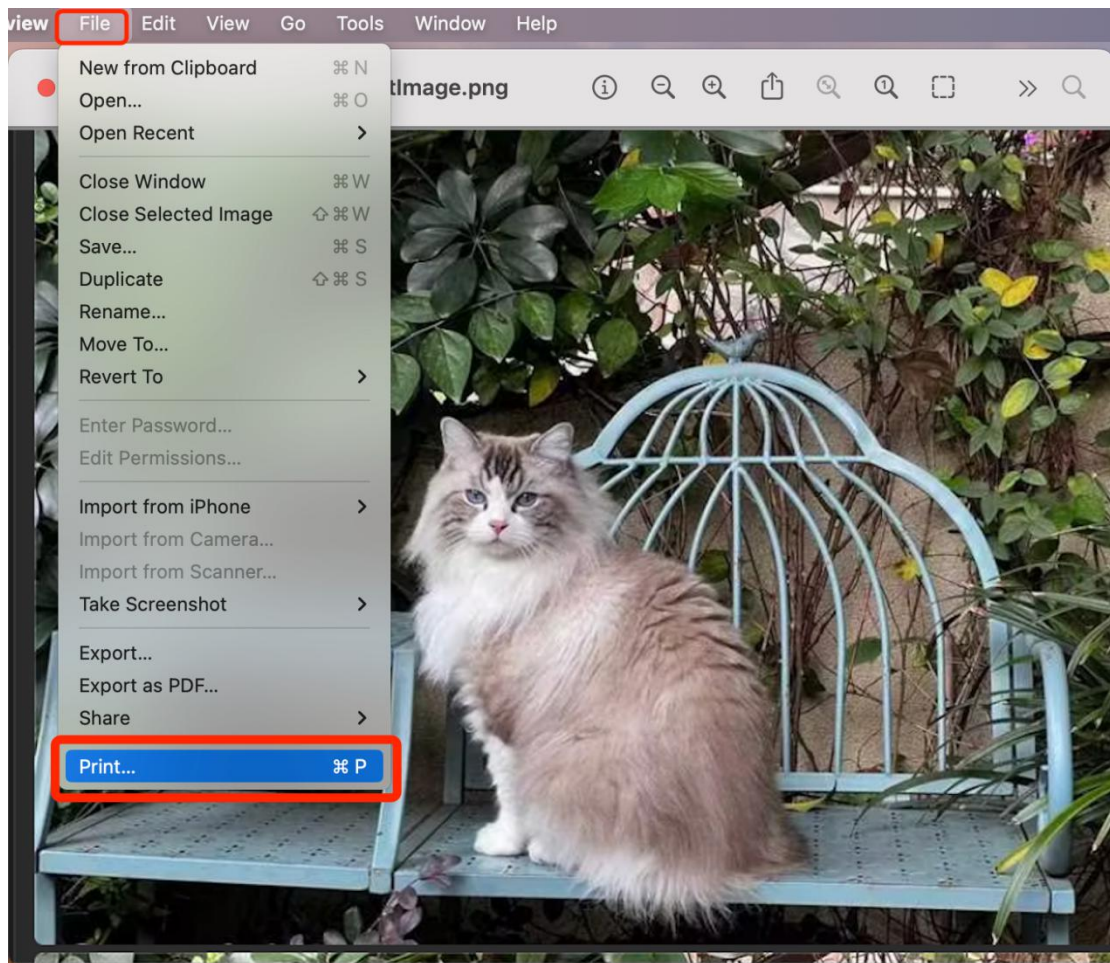 view File Edit View Go Tools Window Help
tImage.png
New from Clipboard ⌘ N
Open... ⌘ O
Open Recent
Close Window ⌘ W
Close Selected Image ⇧ ⌘ W
Save... ⌘ S
Duplicate ⇧ ⌘ S
Rename...
Move To...
Revert To
Enter Password...
Edit Permissions...
Import from iPhone
Import from Camera...
Import from Scanner...
Take Screenshot
Export...
Export as PDF...
Share
Print... ⌘ P